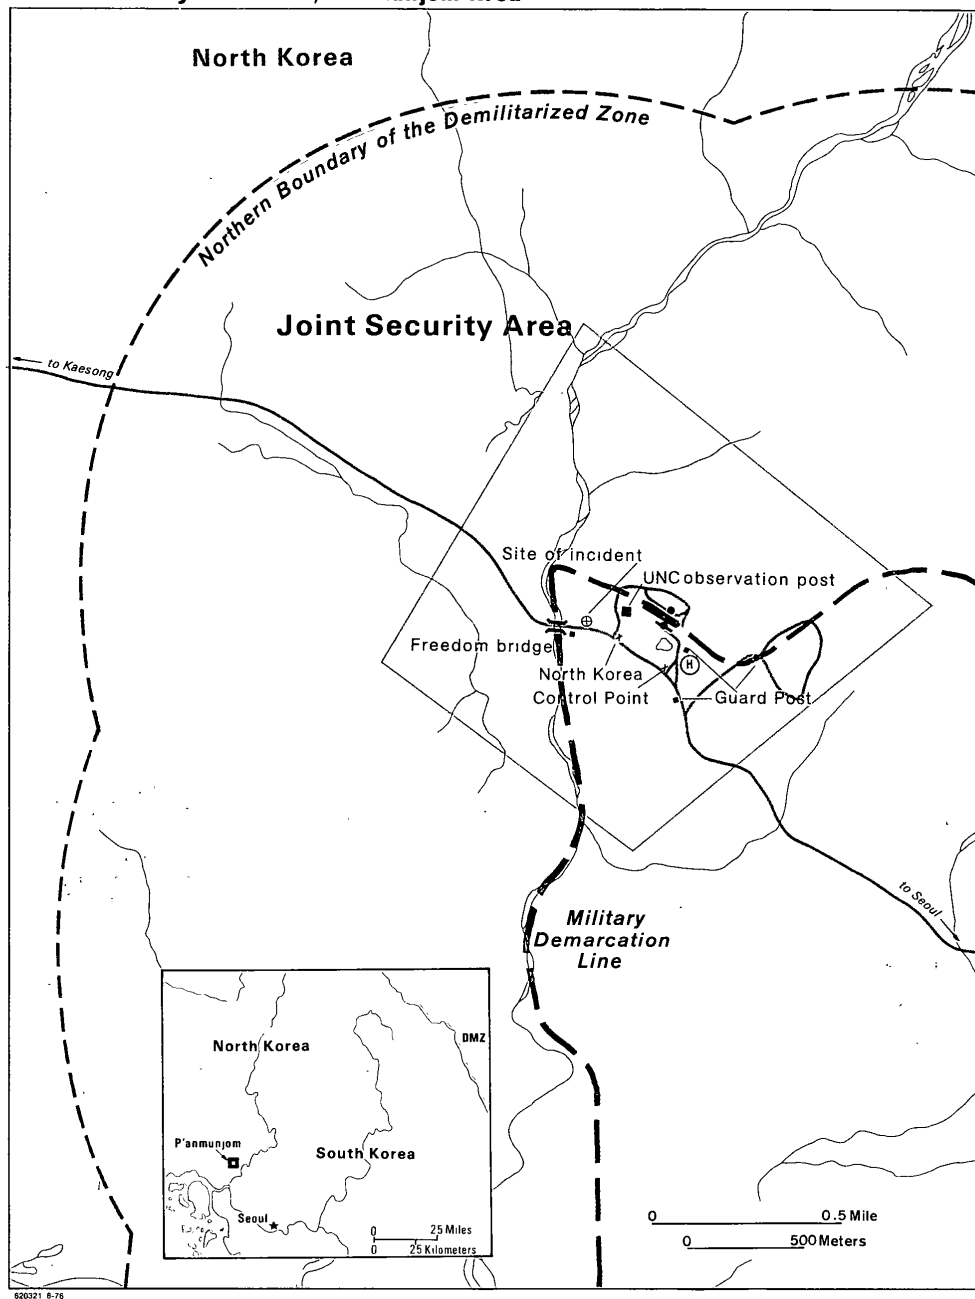 North Korea
Northern Boundary of the Demilitarized Zone
Joint Security Area
to Kaesong
Site of incident
UNC observation post
Freedom bridge
North Korea
Control Point
Guard Post
H
to Seoul
Military
Demarcation
Line
DMZ
North Korea
P'anmunjom
South Korea
Seoul
0 25 Miles
0 25 Kilometers
0 0.5 Mile
0 500 Meters
620321 8-76